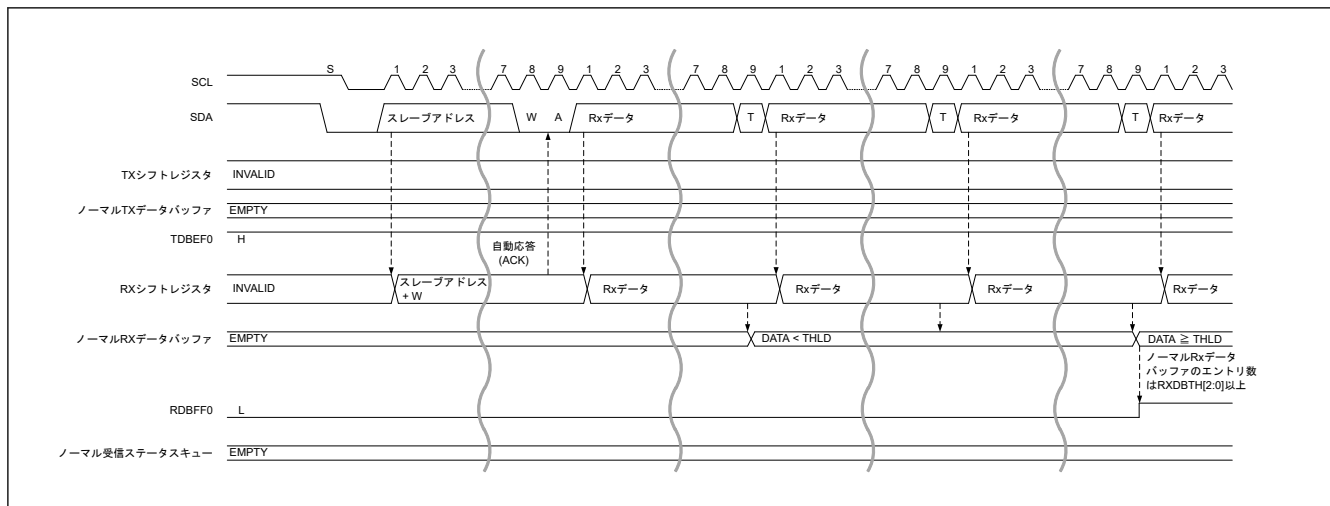 S 1 2 3 7 8 9 1 2 3 7 8 9 1 2 3 7 8 9 1 2 3 7 8 9 1 2 3
SCL
SDA スレーブアドレス W A Rxデータ T Rxデータ T Rxデータ T Rxデータ
TXシフトレジスタ INVALID
ノーマルTXデータバッファ EMPTY
TDBEF0 H
自動応答
(ACK)
RXシフトレジスタ INVALID スレーブアドレス Rxデータ Rxデータ Rxデータ Rxデータ
+ W
ノーマルRXデータバッファ EMPTY DATA < THLD DATA ≧ THLD
ノーマルRxデータ
バッファのエントリ数
はRXDBTH[2:0]以上
RDBFF0 L
ノーマル受信ステータスキュー EMPTY